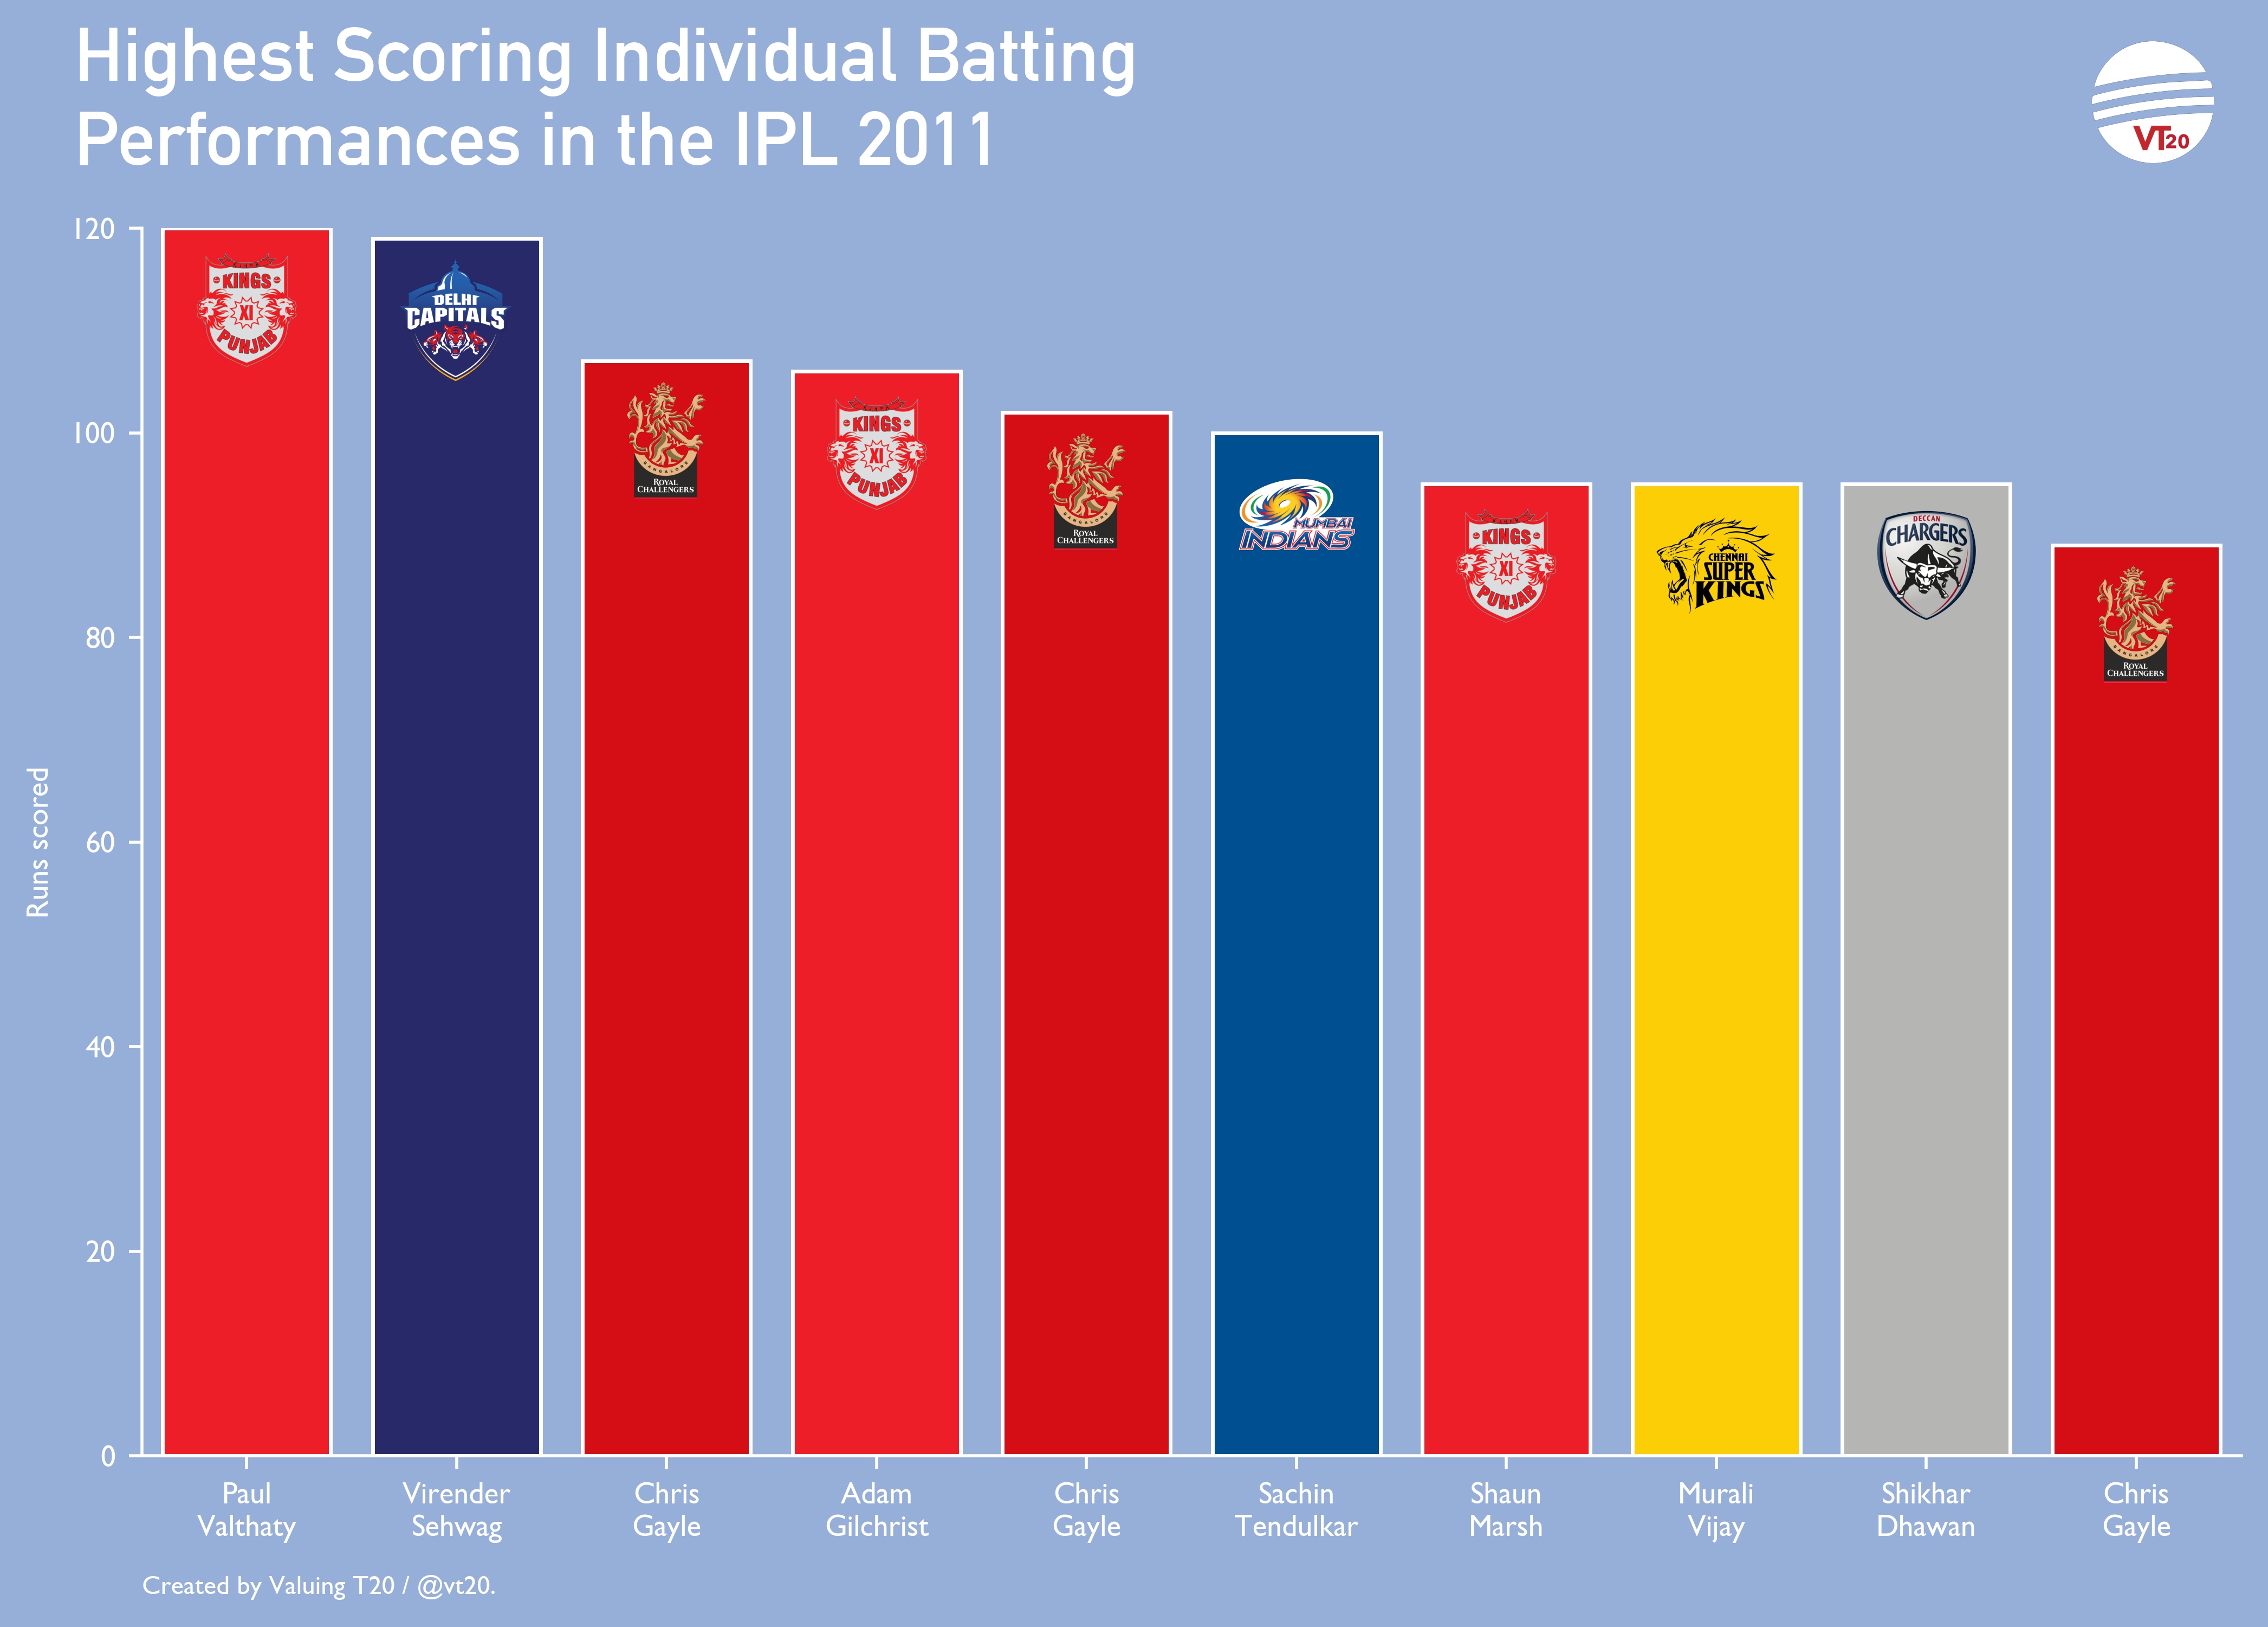 Highest Scoring Individual Batting
Performances in the IPL 2011
VT20
120
100
80
60
40
20
0
Runs scored
KINGS
XI
PUNJAB
DELHI
CAPITALS
BANGALORE
ROYAL
CHALLENGERS
KINGS
XI
PUNJAB
BANGALORE
ROYAL
CHALLENGERS
MUMBAI
INDIANS
KINGS
XI
PUNJAB
CHENNAI
SUPER
KINGS
DECCAN
CHARGERS
BANGALORE
ROYAL
CHALLENGERS
Paul
Valthaty
Virender
Sehwag
Chris
Gayle
Adam
Gilchrist
Chris
Gayle
Sachin
Tendulkar
Shaun
Marsh
Murali
Vijay
Shikhar
Dhawan
Chris
Gayle
Created by Valuing T20 / @vt20.